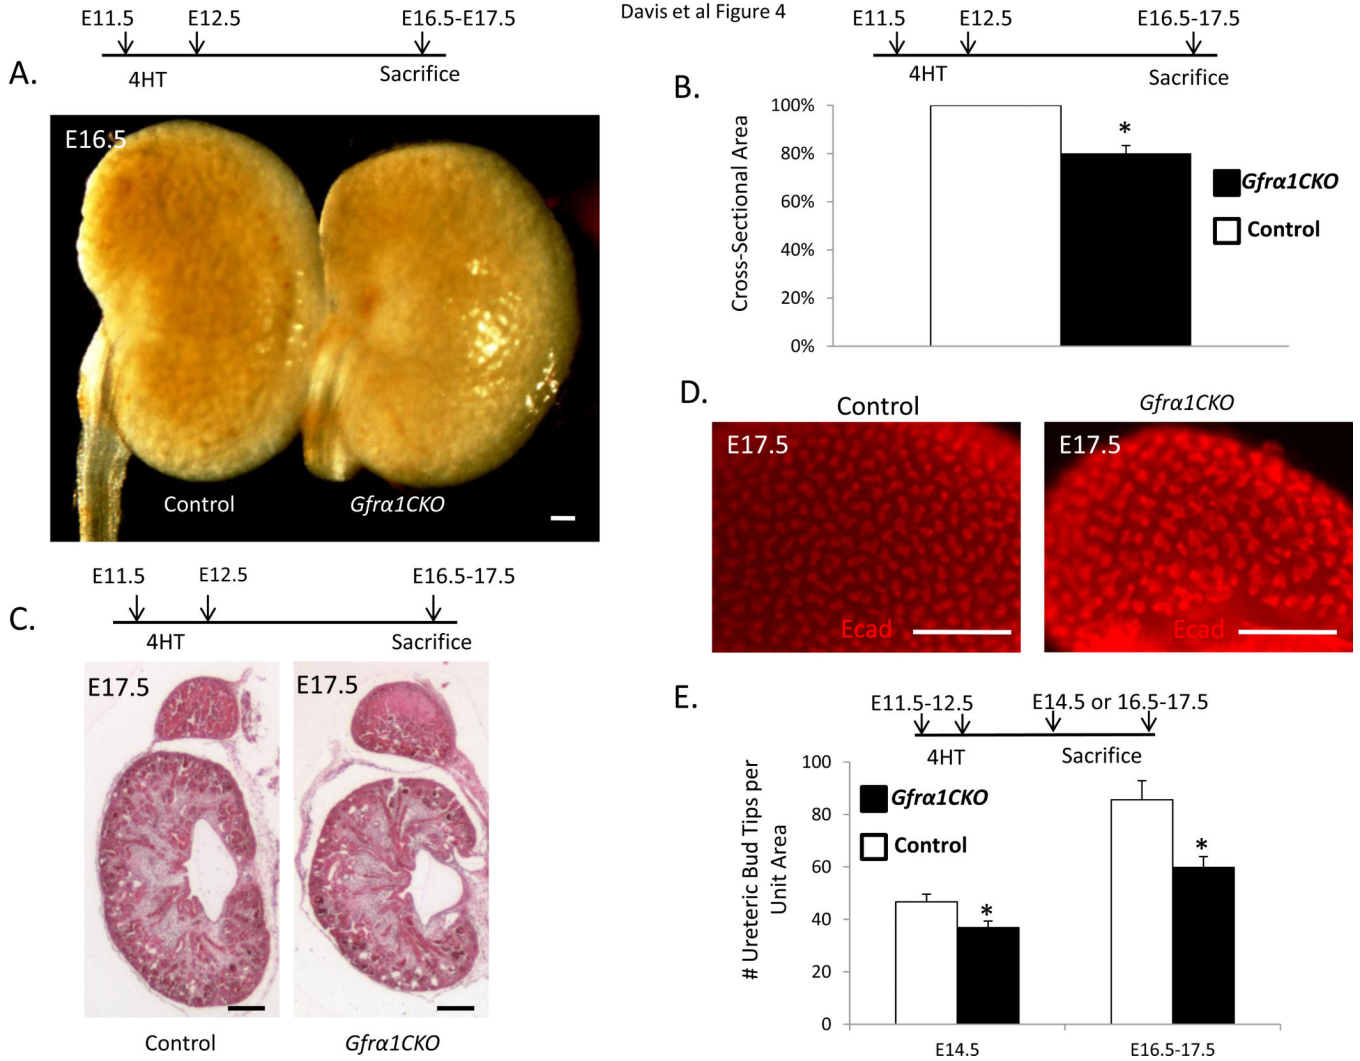 Davis et al Figure 4
E11.5 E12.5 E16.5-E17.5
4HT Sacrifice
A.
E16.5
Control Gfrα1CKO
E11.5 E12.5 E16.5-17.5
4HT Sacrifice
B.
100%
80%
60%
40%
20%
0%
Cross-Sectional Area
*
Gfrα1CKO
Control
E11.5 E12.5 E16.5-17.5
4HT Sacrifice
C.
E17.5
E17.5
Control Gfrα1CKO
D.
Control Gfrα1CKO
E17.5
Ecad
E17.5
Ecad
E.
E11.5-12.5 E14.5 or 16.5-17.5
4HT Sacrifice
# Ureteric Bud Tips per
Unit Area
100
80
60
40
20
0
Gfrα1CKO
Control
*
*
E14.5 E16.5-17.5